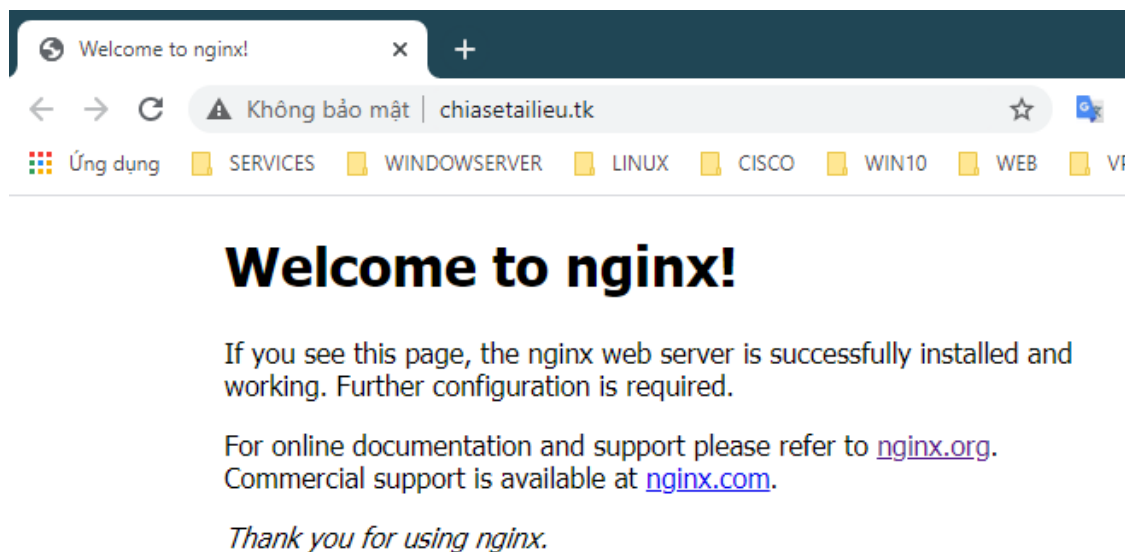 Welcome to nginx!
Không bảo mật | chiasetailieu.tk
Ứng dụng SERVICES WINDOWSERVER LINUX CISCO WIN10 WEB
Welcome to nginx!
If you see this page, the nginx web server is successfully installed and
working. Further configuration is required.
For online documentation and support please refer to nginx.org.
Commercial support is available at nginx.com.
Thank you for using nginx.